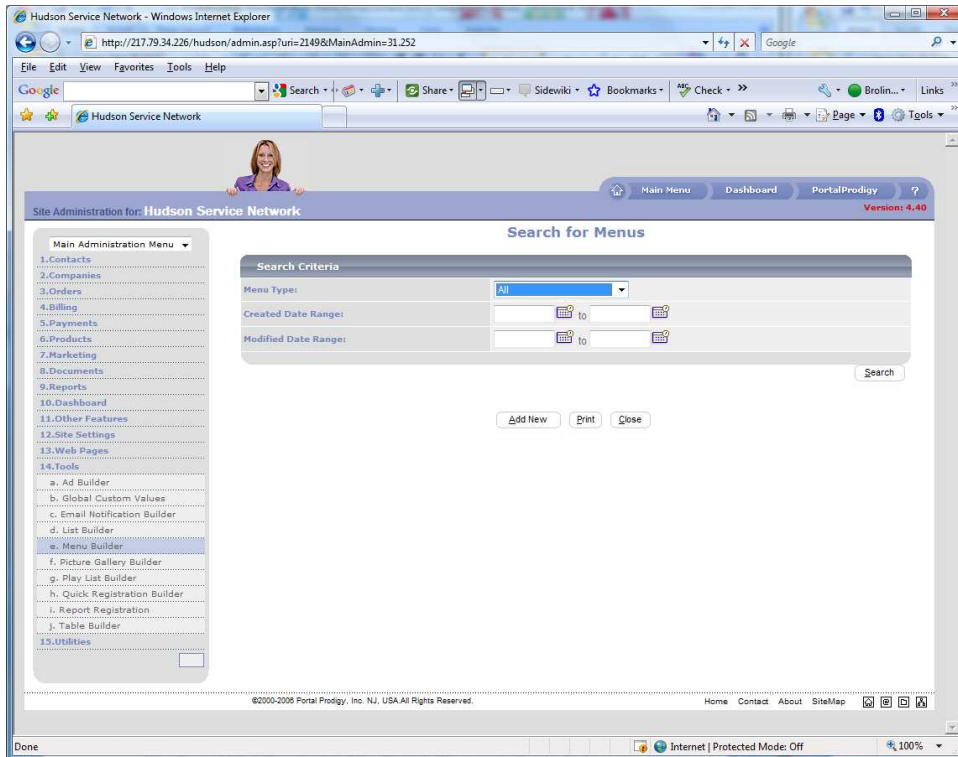 Hudson Service Network - Windows Internet Explorer
http://217.79.34.226/hudson/admin.asp?uri=2149&MainAdmin=31.252
Google
File Edit View Favorites Tools Help
Google Search Share Sidewiki Bookmarks Check Brolin... Links
Hudson Service Network Page Tools
Main Menu Dashboard PortalProdigy ?
Site Administration for: Hudson Service Network Version: 4.40
Main Administration Menu
1.Contacts
2.Companies
3.Orders
4.Billing
5.Payments
6.Products
7.Marketing
8.Documents
9.Reports
10.Dashboard
11.Other Features
12.Site Settings
13.Web Pages
14.Tools
a. Ad Builder
b. Global Custom Values
c. Email Notification Builder
d. List Builder
e. Menu Builder
f. Picture Gallery Builder
g. Play List Builder
h. Quick Registration Builder
i. Report Registration
j. Table Builder
15.Utilities
Search for Menus
Search Criteria
Menu Type: All
Created Date Range: to
Modified Date Range: to
Search
Add New Print Close
©2000-2006 Portal Prodigy, Inc. NJ, USA.All Rights Reserved. Home Contact About SiteMap
Done Internet | Protected Mode: Off 100%